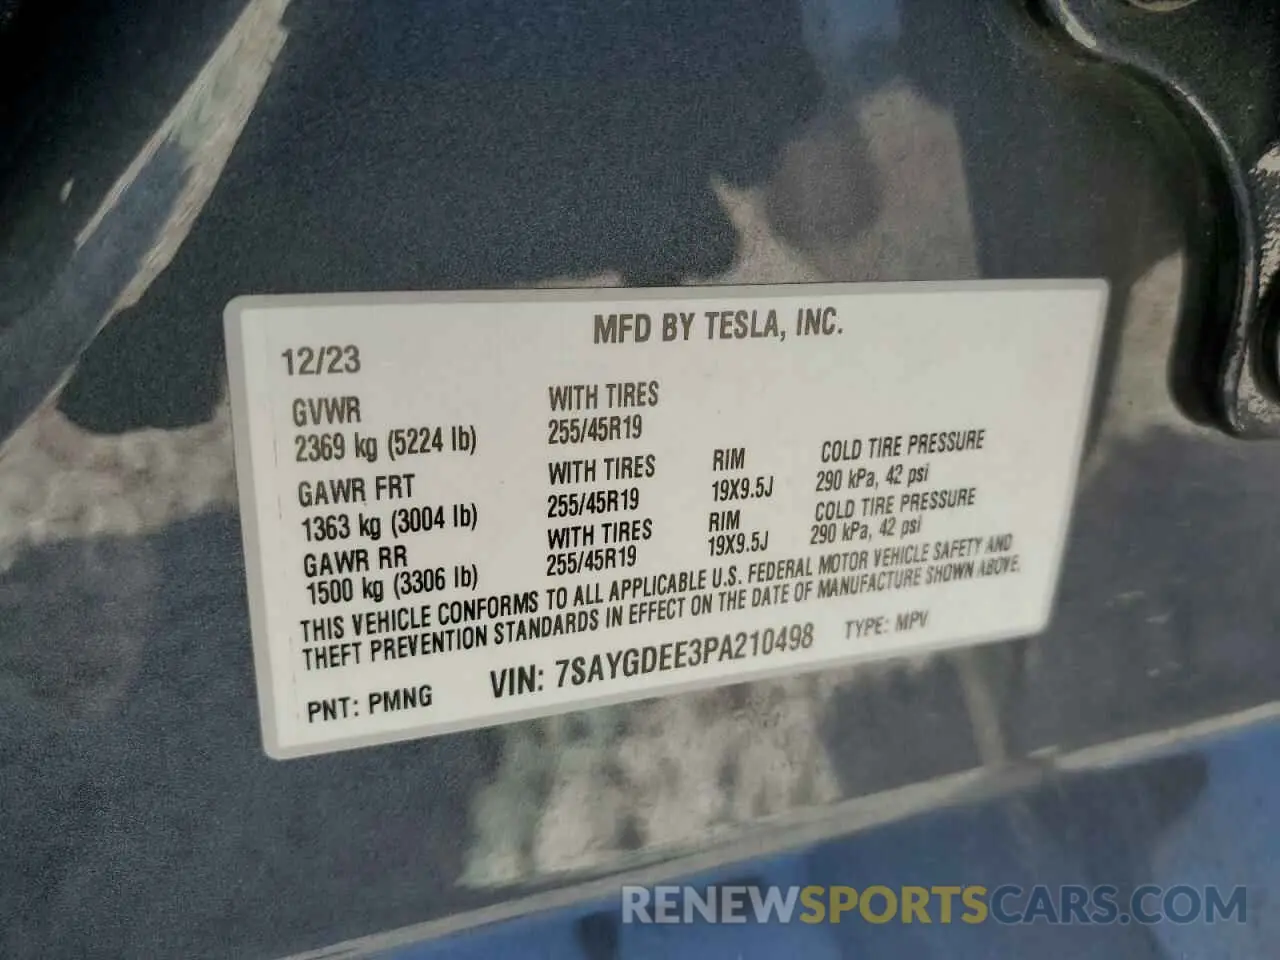 MFD BY TESLA, INC.
12/23
GVWR
2369 kg (5224 lb)
WITH TIRES
255/45R19
GAWR FRT
1363 kg (3004 lb)
WITH TIRES
255/45R19
RIM
19X9.5J
COLD TIRE PRESSURE
290 kPa, 42 psi
GAWR RR
1500 kg (3306 lb)
WITH TIRES
255/45R19
RIM
19X9.5J
COLD TIRE PRESSURE
290 kPa, 42 psi
THIS VEHICLE CONFORMS TO ALL APPLICABLE U.S. FEDERAL MOTOR VEHICLE SAFETY AND
THEFT PREVENTION STANDARDS IN EFFECT ON THE DATE OF MANUFACTURE SHOWN ABOVE.
PNT: PMNG
VIN: 7SAYGDEE3PA210498
TYPE: MPV
RENEWSPORTSCARS.COM